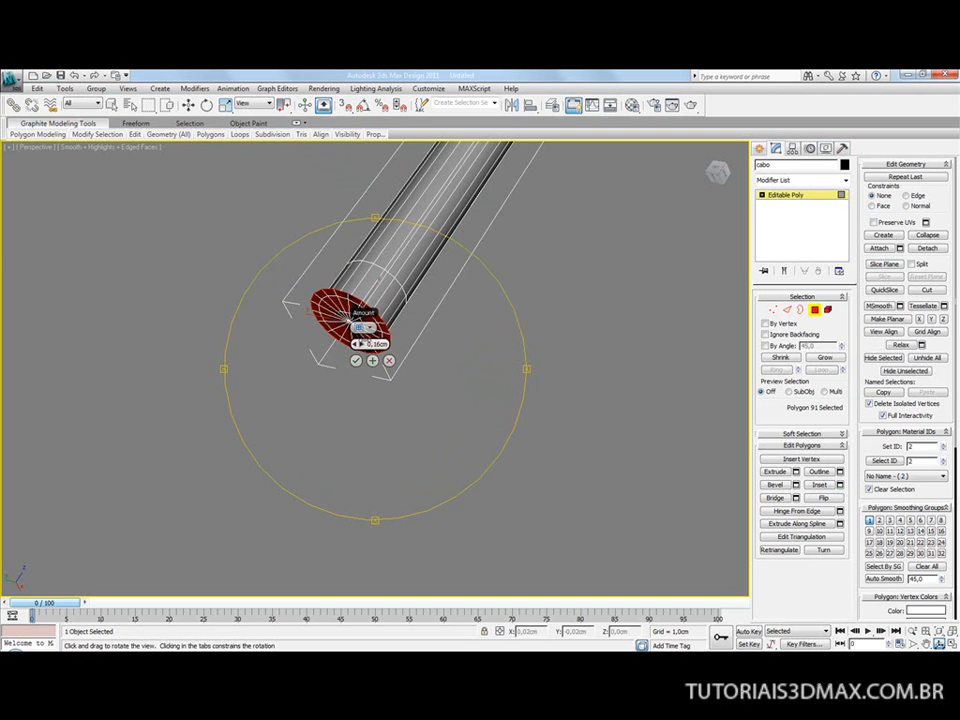 Autodesk 3ds Max Design 2011 Untitled
Type a keyword or phrase
Edit Tools Group Views Create Modifiers Animation Graph Editors Rendering Lighting Analysis Customize MAXScript Help
All View Create Selection Se
Graphite Modeling Tools Freeform Selection Object Paint
Polygon Modeling Modify Selection Edit Geometry (All) Polygons Loops Subdivision Tris Align Visibility Prop...
[ + ] [ Perspective ] [ Smooth + Highlights + Edged Faces ]
Amount
0,16cm
cabo
Modifier List
Editable Poly
Selection
By Vertex
Ignore Backfacing
By Angle: 45,0
Shrink Grow
Ring Loop
Preview Selection
Off SubObj Multi
Polygon 91 Selected
Soft Selection
Edit Polygons
Insert Vertex
Extrude Outline
Bevel Inset
Bridge Flip
Hinge From Edge
Extrude Along Spline
Edit Triangulation
Retriangulate Turn
Edit Geometry
Repeat Last
Constraints
None Edge
Face Normal
Preserve UVs
Create Collapse
Attach Detach
Slice Plane Split
Slice Reset Plane
QuickSlice Cut
MSmooth Tessellate
Make Planar X Y Z
View Align Grid Align
Relax
Hide Selected Unhide All
Hide Unselected
Named Selections:
Copy Paste
Delete Isolated Vertices
Full Interactivity
Polygon: Material IDs
Set ID: 2
Select ID 2
No Name - ( 2 )
Clear Selection
Polygon: Smoothing Groups
1 2 3 4 5 6 7 8
9 10 11 12 13 14 15 16
17 18 19 20 21 22 23 24
25 26 27 28 29 30 31 32
Select By SG Clear All
Auto Smooth 45,0
Polygon: Vertex Colors
Color:
0 / 100
5 10 15 20 25 30 35 40 45 50 55 60 65 70 75 80 85 90 95 100
1 Object Selected X: 0,02cm Y: -0,02cm Z: 0,0cm Grid = 1,0cm Auto Key Selected
Welcome to M Click and drag to rotate the view. Clicking in the tabs constrains the rotation Add Time Tag Set Key Key Filters... 0
TUTORIAIS3DMAX.COM.BR